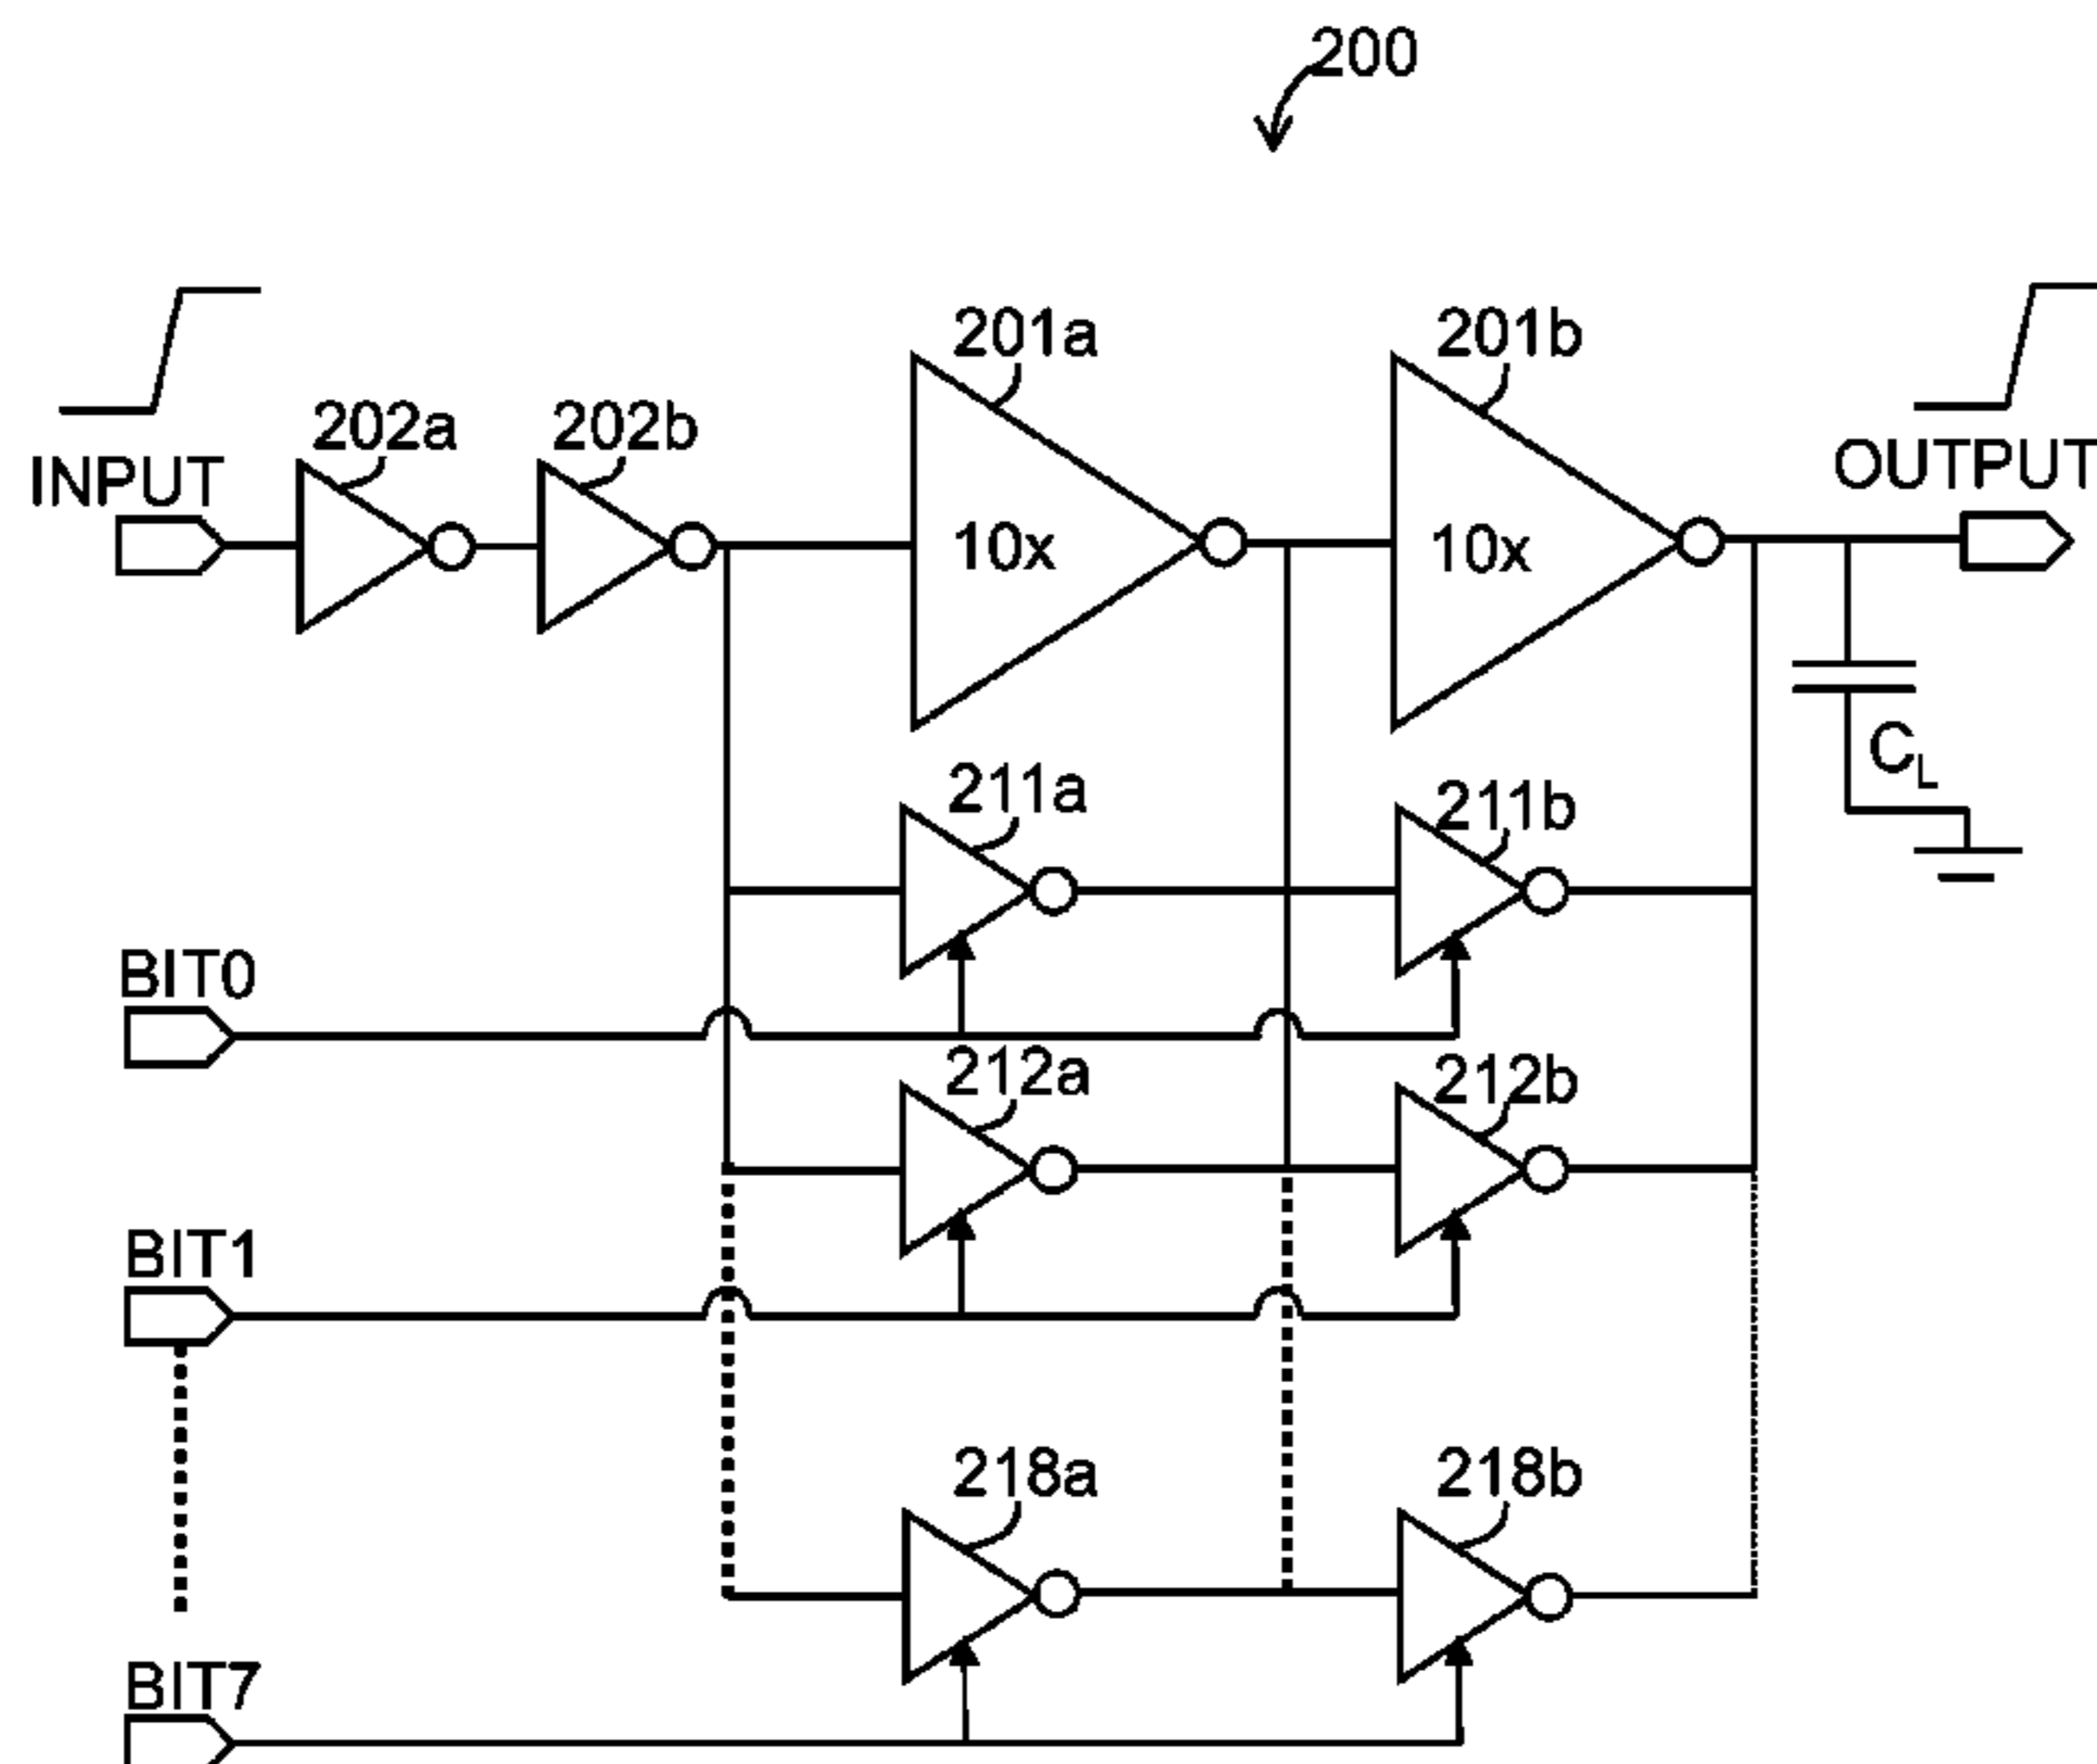 200
201a
201b
202a
202b
INPUT
OUTPUT
10x
10x
CL
211a
211b
BIT0
212a
212b
BIT1
218a
218b
BIT7